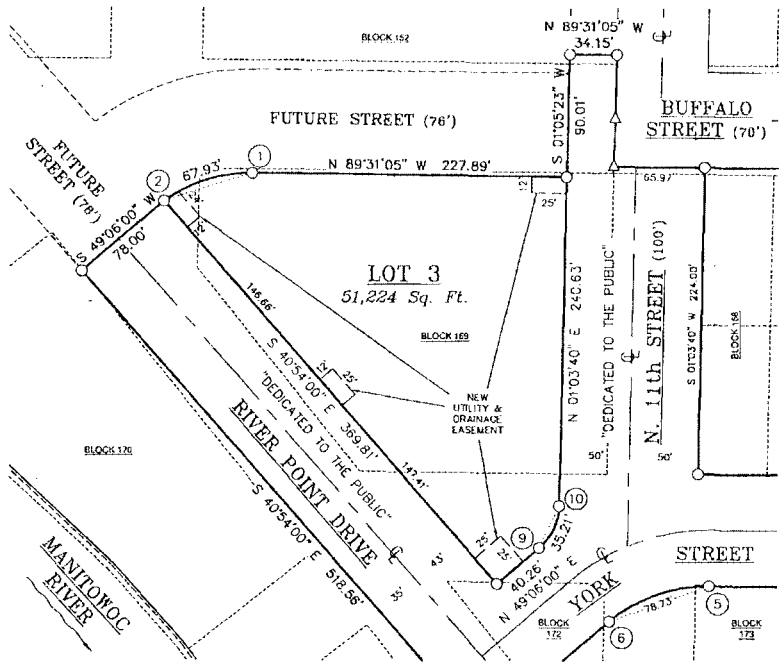 N 89°31'05" W
34.15'
BLOCK 152
S 01°05'23" W
90.01'
BUFFALO
STREET (70')
FUTURE STREET (76')
FUTURE
STREET (78')
67.93'
1
N 89°31'05" W 227.89'
65.97'
2
12'
25'
S 49°06'00" W
78.00'
LOT 3
51,224 Sq. Ft.
BLOCK 169
146.66'
S 40°54'00" E 369.81'
12'
25'
147.41'
"DEDICATED TO THE PUBLIC"
RIVER POINT DRIVE
S 40°54'00" E 518.56'
43'
35'
NEW
UTILITY &
DRAINAGE
EASEMENT
N 01°03'40" E 240.63'
"DEDICATED TO THE PUBLIC"
N. 11th STREET (100')
S 01°03'40" W 224.00'
BLOCK 168
50'
50'
BLOCK 170
MANITOWOC
RIVER
10
35.21'
9
25'
25'
40.26'
N 49°06'00" E
YORK
STREET
78.73'
5
6
BLOCK
172
BLOCK
173